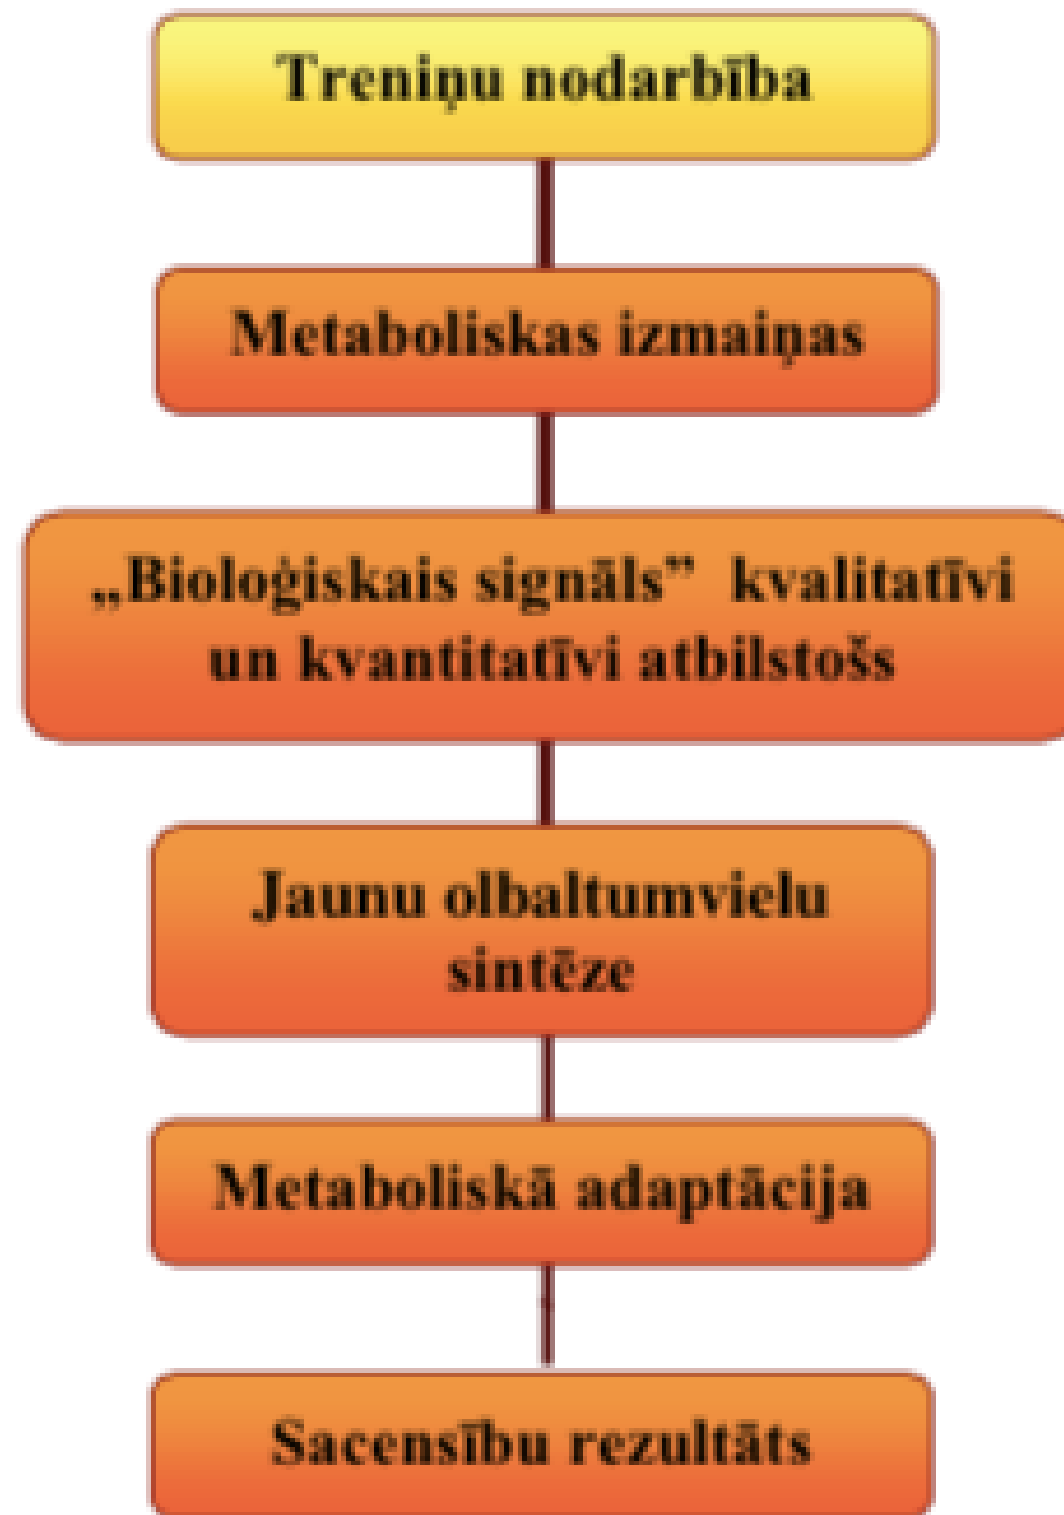 Treniņu nodarbība
Metaboliskas izmaiņas
„Bioloģiskais signāls” kvalitatīvi
un kvantitatīvi atbilstošs
Jaunu olbaltumvielu
sintēze
Metaboliskā adaptācija
Sacensību rezultāts